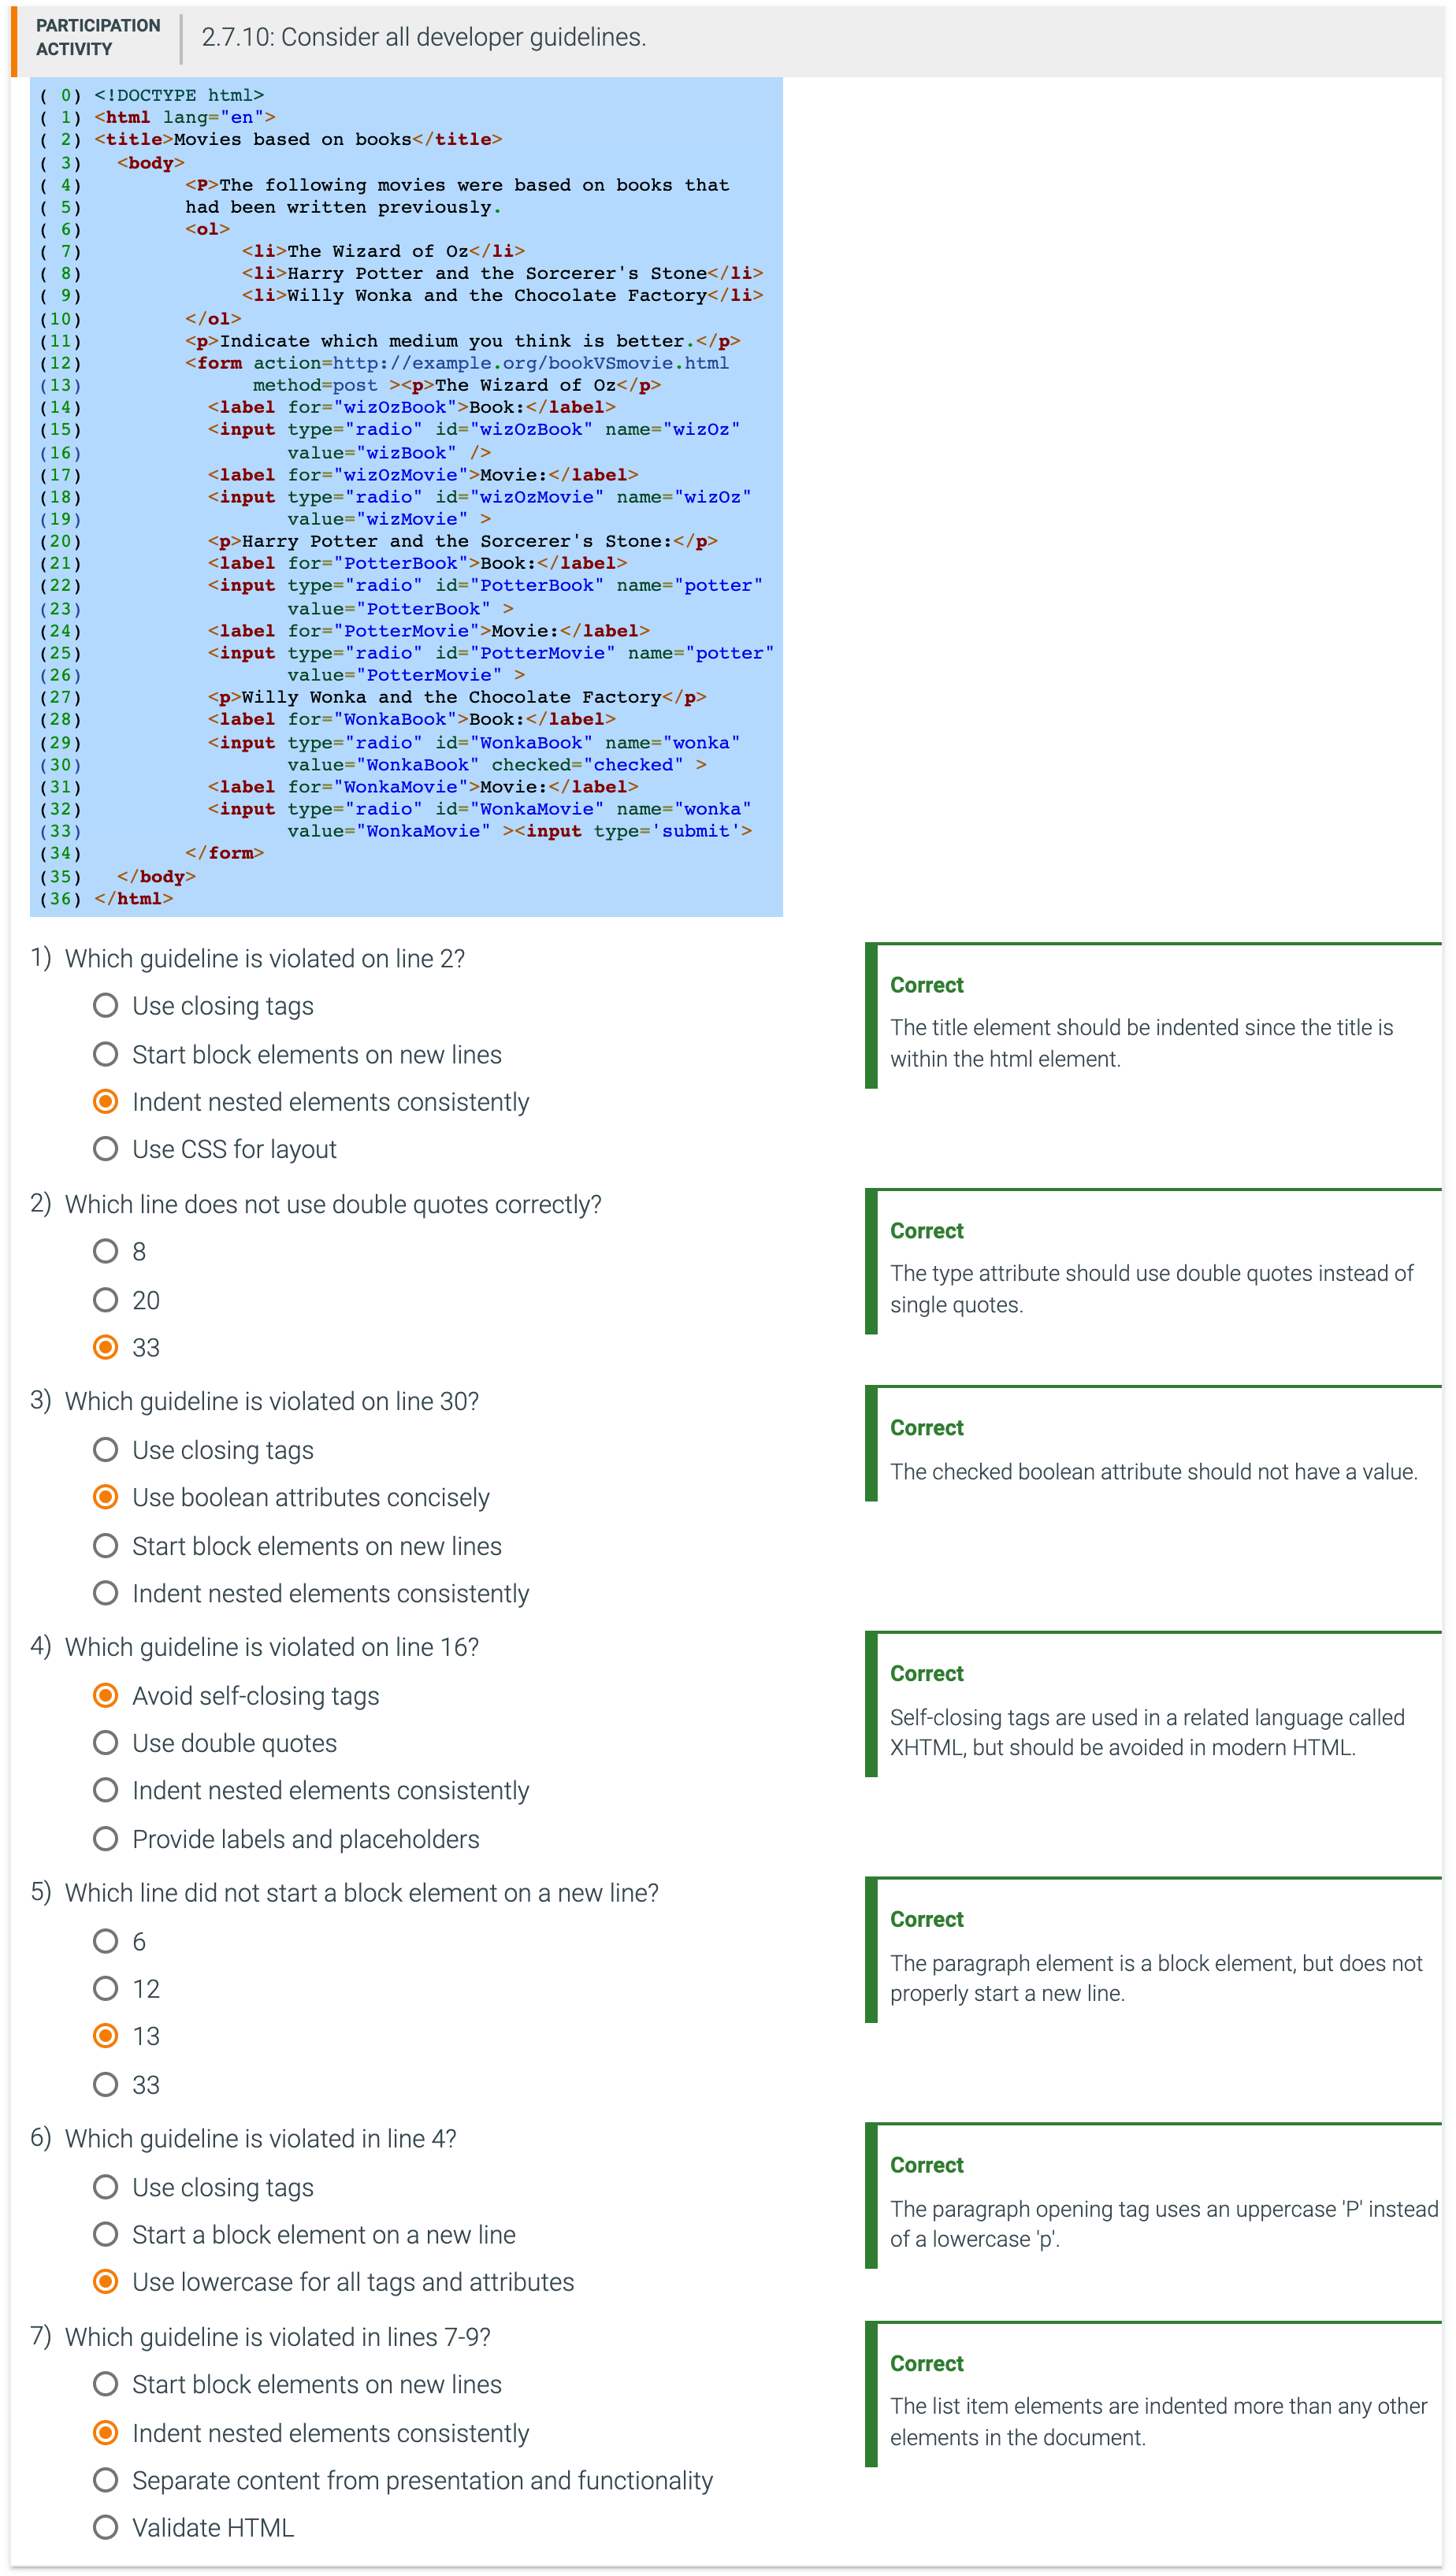 PARTICIPATION
ACTIVITY
2.7.10: Consider all developer guidelines.
( 0) <!DOCTYPE html>
( 1) <html lang="en">
( 2) <title>Movies based on books</title>
( 3)   <body>
( 4)         <P>The following movies were based on books that
( 5)         had been written previously.
( 6)         <ol>
( 7)              <li>The Wizard of Oz</li>
( 8)              <li>Harry Potter and the Sorcerer's Stone</li>
( 9)              <li>Willy Wonka and the Chocolate Factory</li>
(10)         </ol>
(11)         <p>Indicate which medium you think is better.</p>
(12)         <form action=http://example.org/bookVSmovie.html
(13)               method=post ><p>The Wizard of Oz</p>
(14)           <label for="wizOzBook">Book:</label>
(15)           <input type="radio" id="wizOzBook" name="wizOz"
(16)                  value="wizBook" />
(17)           <label for="wizOzMovie">Movie:</label>
(18)           <input type="radio" id="wizOzMovie" name="wizOz"
(19)                  value="wizMovie" >
(20)           <p>Harry Potter and the Sorcerer's Stone:</p>
(21)           <label for="PotterBook">Book:</label>
(22)           <input type="radio" id="PotterBook" name="potter"
(23)                  value="PotterBook" >
(24)           <label for="PotterMovie">Movie:</label>
(25)           <input type="radio" id="PotterMovie" name="potter"
(26)                  value="PotterMovie" >
(27)           <p>Willy Wonka and the Chocolate Factory</p>
(28)           <label for="WonkaBook">Book:</label>
(29)           <input type="radio" id="WonkaBook" name="wonka"
(30)                  value="WonkaBook" checked="checked" >
(31)           <label for="WonkaMovie">Movie:</label>
(32)           <input type="radio" id="WonkaMovie" name="wonka"
(33)                  value="WonkaMovie" ><input type='submit'>
(34)         </form>
(35)   </body>
(36) </html>
1) Which guideline is violated on line 2?
Use closing tags
Start block elements on new lines
Indent nested elements consistently
Use CSS for layout
Correct
The title element should be indented since the title is
within the html element.
2) Which line does not use double quotes correctly?
8
20
33
Correct
The type attribute should use double quotes instead of
single quotes.
3) Which guideline is violated on line 30?
Use closing tags
Use boolean attributes concisely
Start block elements on new lines
Indent nested elements consistently
Correct
The checked boolean attribute should not have a value.
4) Which guideline is violated on line 16?
Avoid self-closing tags
Use double quotes
Indent nested elements consistently
Provide labels and placeholders
Correct
Self-closing tags are used in a related language called
XHTML, but should be avoided in modern HTML.
5) Which line did not start a block element on a new line?
6
12
13
33
Correct
The paragraph element is a block element, but does not
properly start a new line.
6) Which guideline is violated in line 4?
Use closing tags
Start a block element on a new line
Use lowercase for all tags and attributes
Correct
The paragraph opening tag uses an uppercase 'P' instead
of a lowercase 'p'.
7) Which guideline is violated in lines 7-9?
Start block elements on new lines
Indent nested elements consistently
Separate content from presentation and functionality
Validate HTML
Correct
The list item elements are indented more than any other
elements in the document.